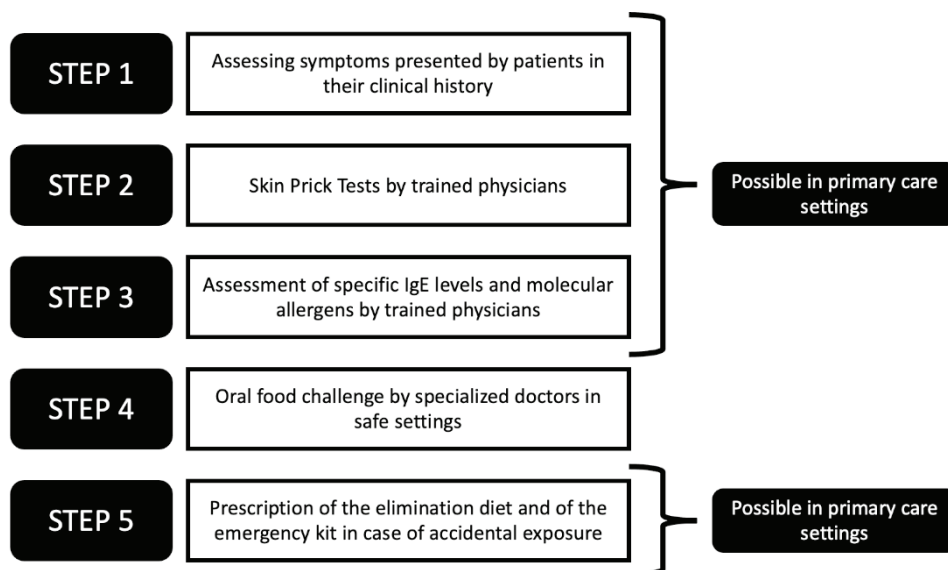 STEP 1
Assessing symptoms presented by patients in
their clinical history
STEP 2
Skin Prick Tests by trained physicians
Possible in primary care
settings
STEP 3
Assessment of specific IgE levels and molecular
allergens by trained physicians
STEP 4
Oral food challenge by specialized doctors in
safe settings
STEP 5
Prescription of the elimination diet and of the
emergency kit in case of accidental exposure
Possible in primary care
settings